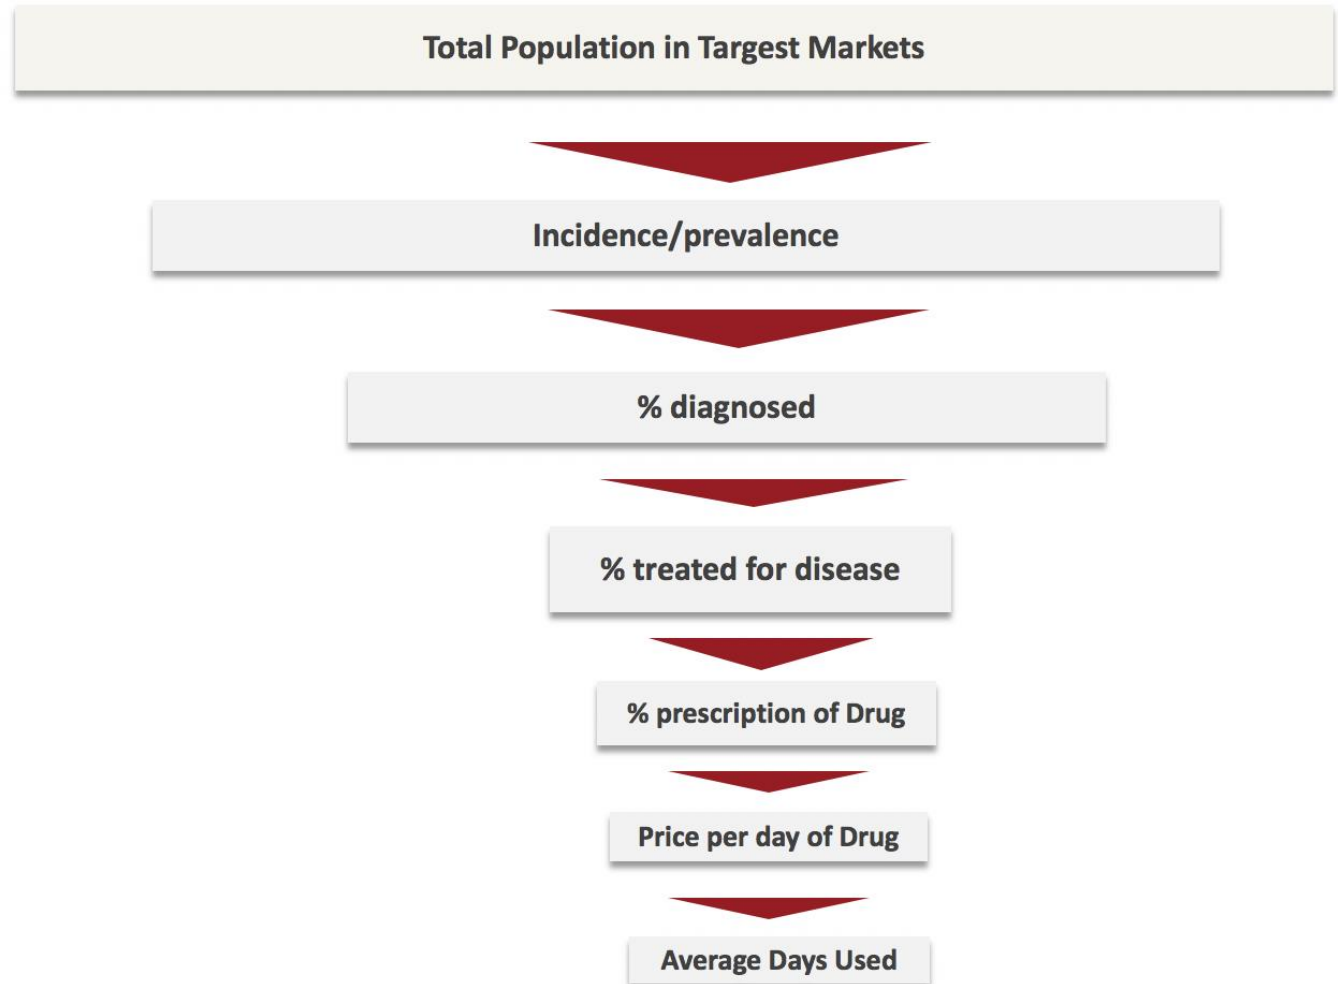 Total Population in Targest Markets
Incidence/prevalence
% diagnosed
% treated for disease
% prescription of Drug
Price per day of Drug
Average Days Used